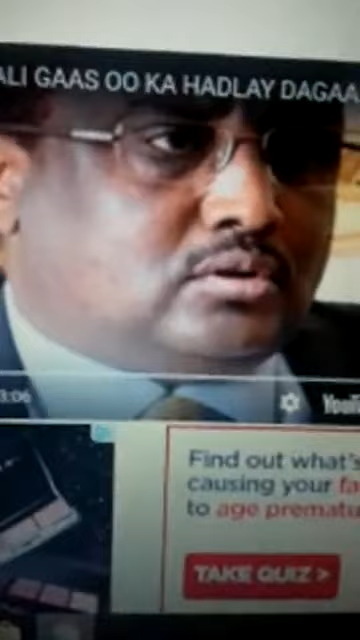 ALI GAAS OO KA HADLAY DAGAA
3:06
YouT
Find out what's
causing your fa
to age prematu
TAKE QUIZ >